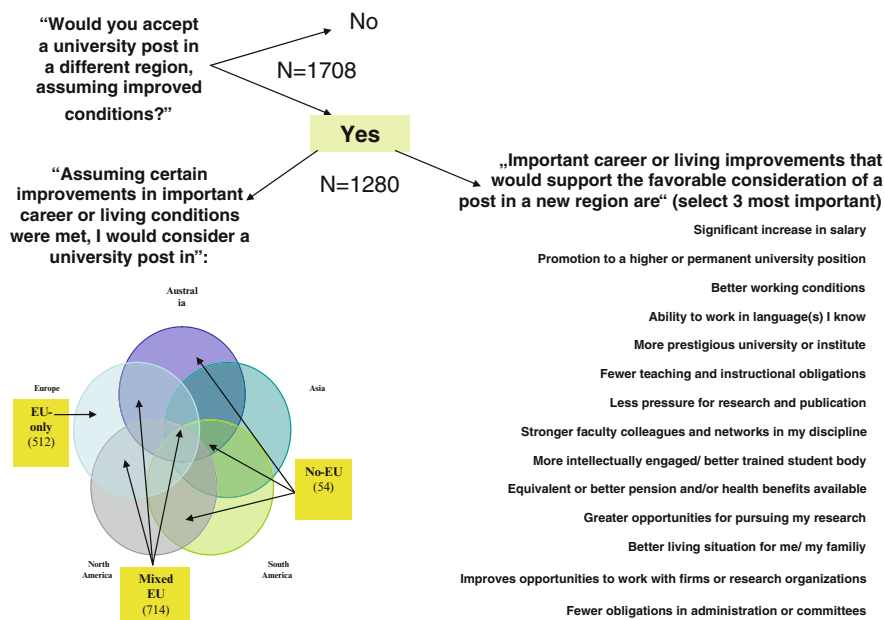 “Would you accept
a university post in
a different region,
assuming improved
conditions?”
No
N=1708
Yes
N=1280
“Assuming certain
improvements in important
career or living conditions
were met, I would consider a
university post in”:
Austral
ia
Europe
Asia
EU-
only
(512)
No-EU
(54)
North
America
South
America
Mixed
EU
(714)
„Important career or living improvements that
would support the favorable consideration of a
post in a new region are“ (select 3 most important)
Significant increase in salary
Promotion to a higher or permanent university position
Better working conditions
Ability to work in language(s) I know
More prestigious university or institute
Fewer teaching and instructional obligations
Less pressure for research and publication
Stronger faculty colleagues and networks in my discipline
More intellectually engaged/ better trained student body
Equivalent or better pension and/or health benefits available
Greater opportunities for pursuing my research
Better living situation for me/ my familiy
Improves opportunities to work with firms or research organizations
Fewer obligations in administration or committees